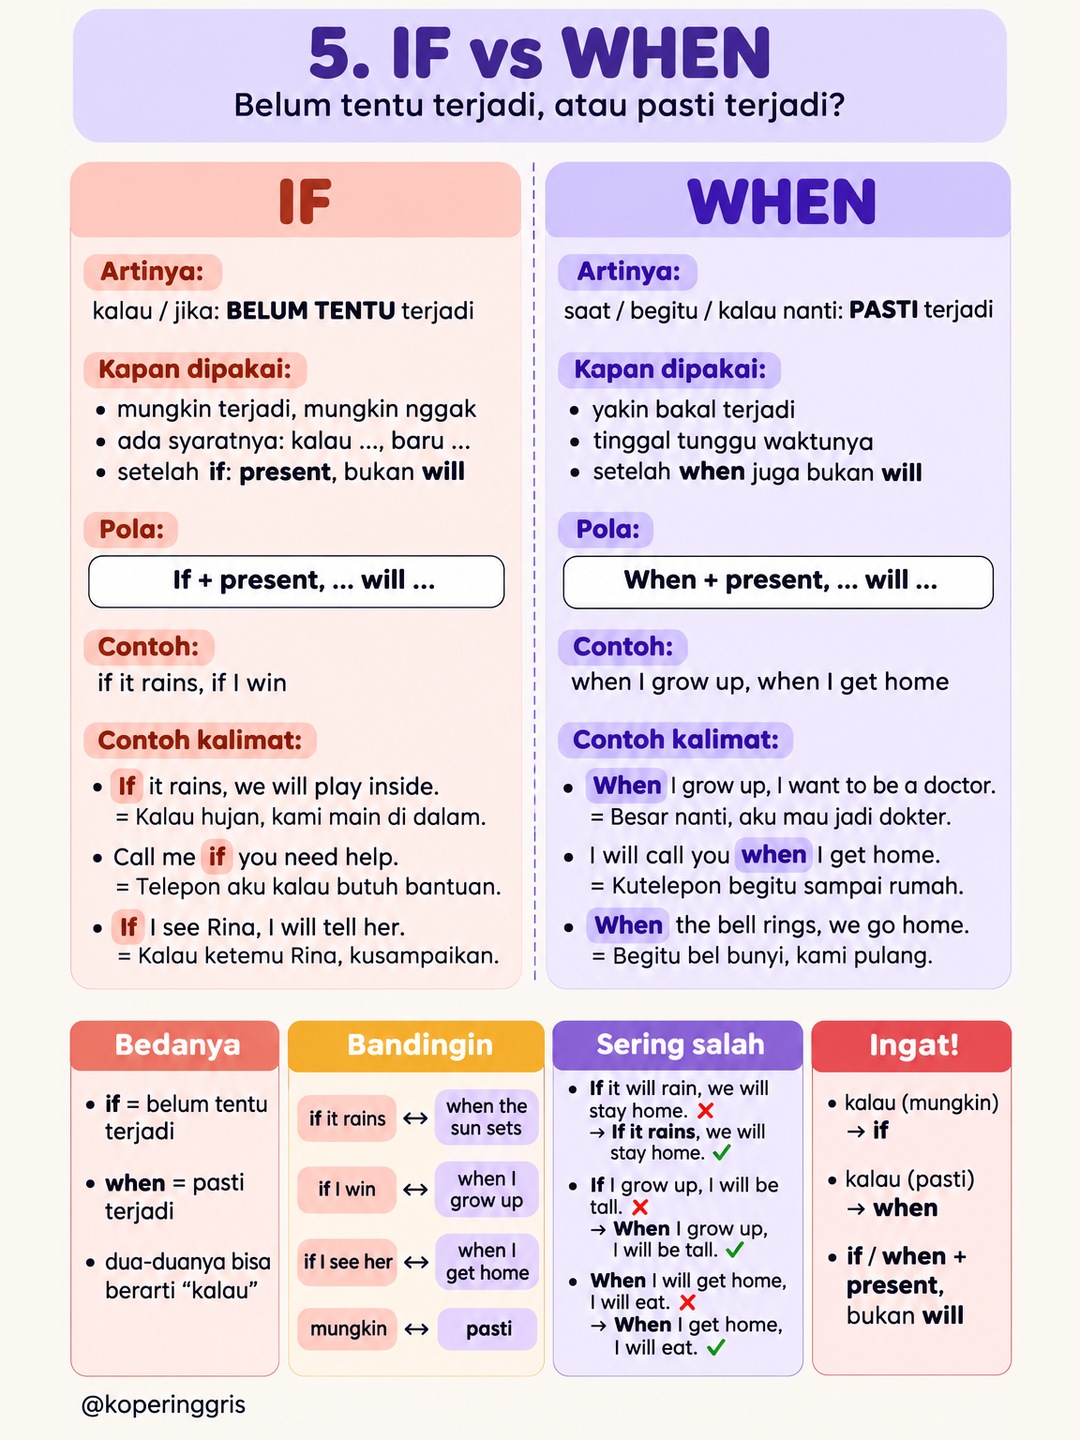 5. IF vs WHEN
Belum tentu terjadi, atau pasti terjadi?
IF
Artinya:
kalau / jika: BELUM TENTU terjadi
Kapan dipakai:
• mungkin terjadi, mungkin nggak
• ada syaratnya: kalau ..., baru ...
• setelah if: present, bukan will
Pola:
If + present, ... will ...
Contoh:
if it rains, if I win
Contoh kalimat:
• If it rains, we will play inside.
= Kalau hujan, kami main di dalam.
• Call me if you need help.
= Telepon aku kalau butuh bantuan.
• If I see Rina, I will tell her.
= Kalau ketemu Rina, kusampaikan.
WHEN
Artinya:
saat / begitu / kalau nanti: PASTI terjadi
Kapan dipakai:
• yakin bakal terjadi
• tinggal tunggu waktunya
• setelah when juga bukan will
Pola:
When + present, ... will ...
Contoh:
when I grow up, when I get home
Contoh kalimat:
• When I grow up, I want to be a doctor.
= Besar nanti, aku mau jadi dokter.
• I will call you when I get home.
= Kutelepon begitu sampai rumah.
• When the bell rings, we go home.
= Begitu bel bunyi, kami pulang.
Bedanya
• if = belum tentu
terjadi
• when = pasti
terjadi
• dua-duanya bisa
berarti “kalau”
Bandingin
if it rains ↔ when the
sun sets
if I win ↔ when I
grow up
if I see her ↔ when I
get home
mungkin ↔ pasti
Sering salah
• If it will rain, we will
stay home. ❌
→ If it rains, we will
stay home. ✓
• If I grow up, I will be
tall. ❌
→ When I grow up,
I will be tall. ✓
• When I will get home,
I will eat. ❌
→ When I get home,
I will eat. ✓
Ingat!
• kalau (mungkin)
→ if
• kalau (pasti)
→ when
• if / when +
present,
bukan will
@koperinggris